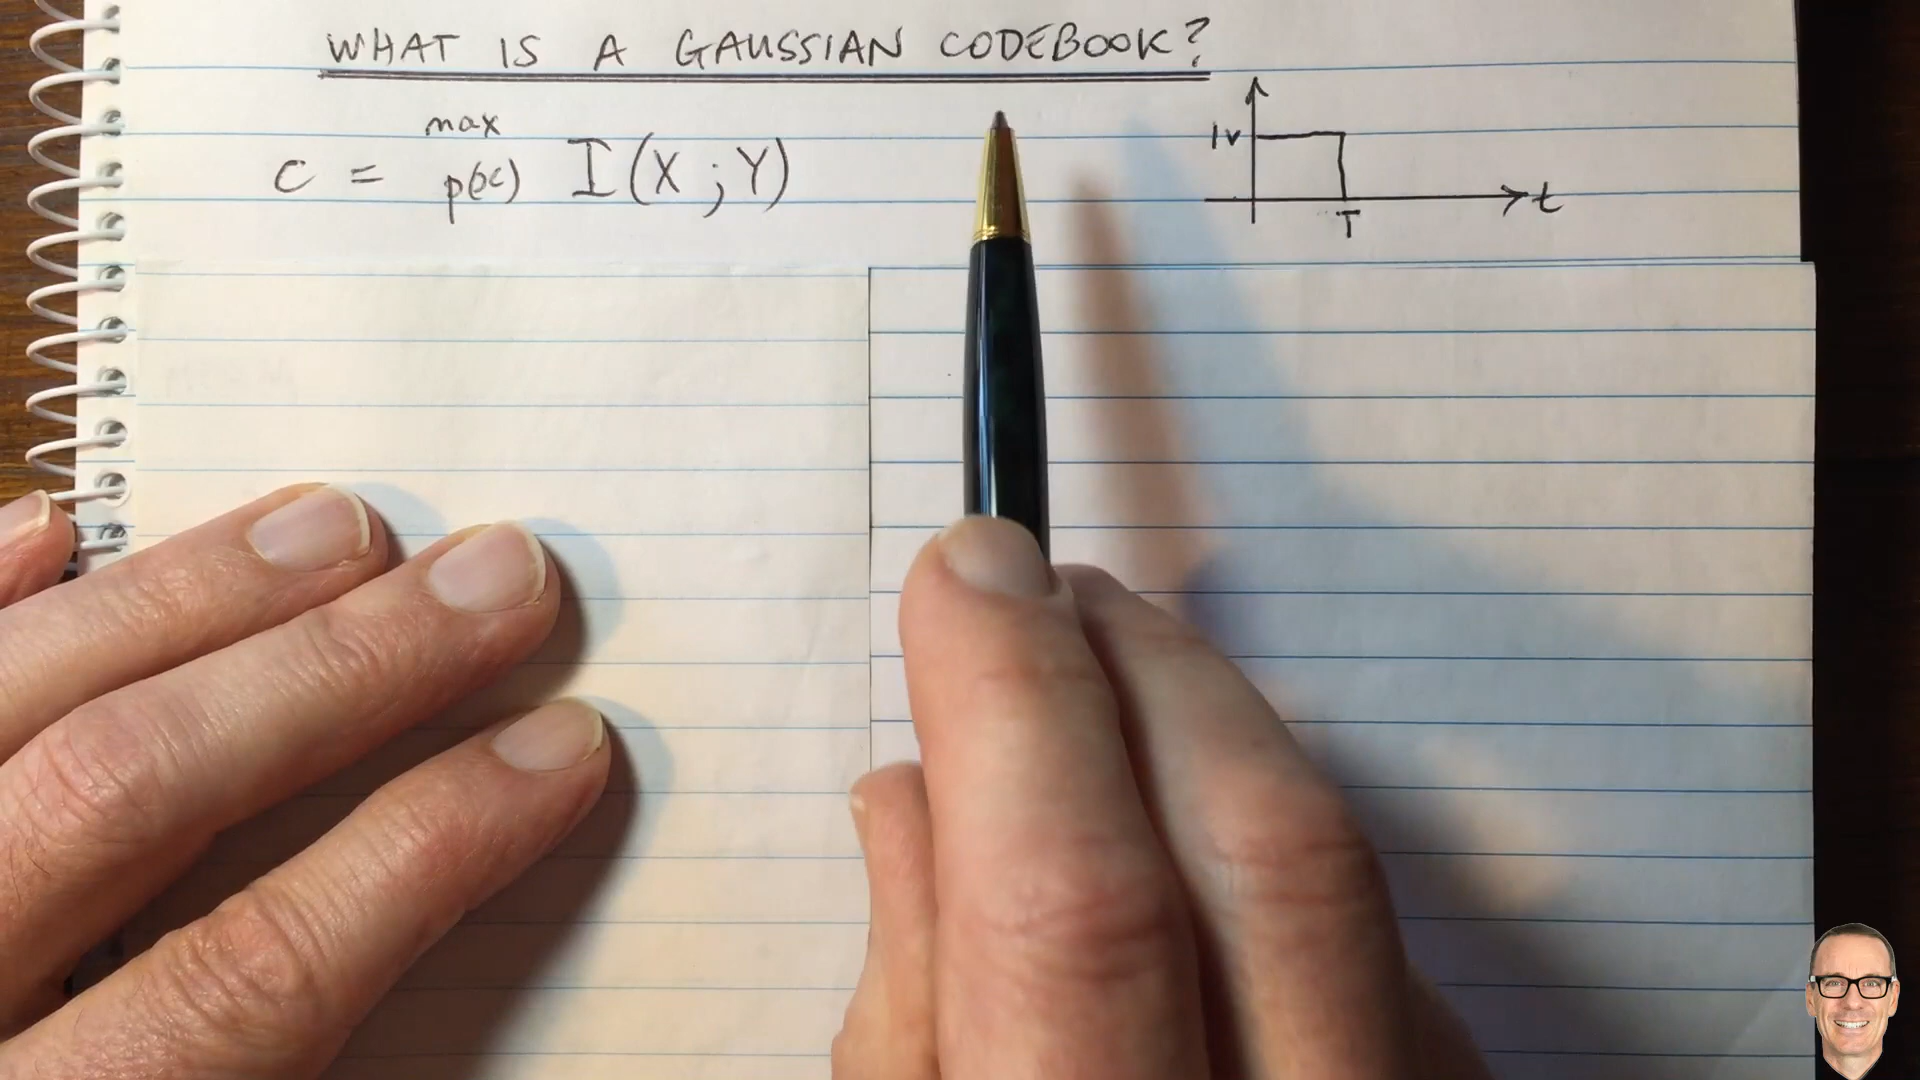 WHAT IS A GAUSSIAN CODEBOOK?
max
C = p(x) I(X;Y)
1v
t
T